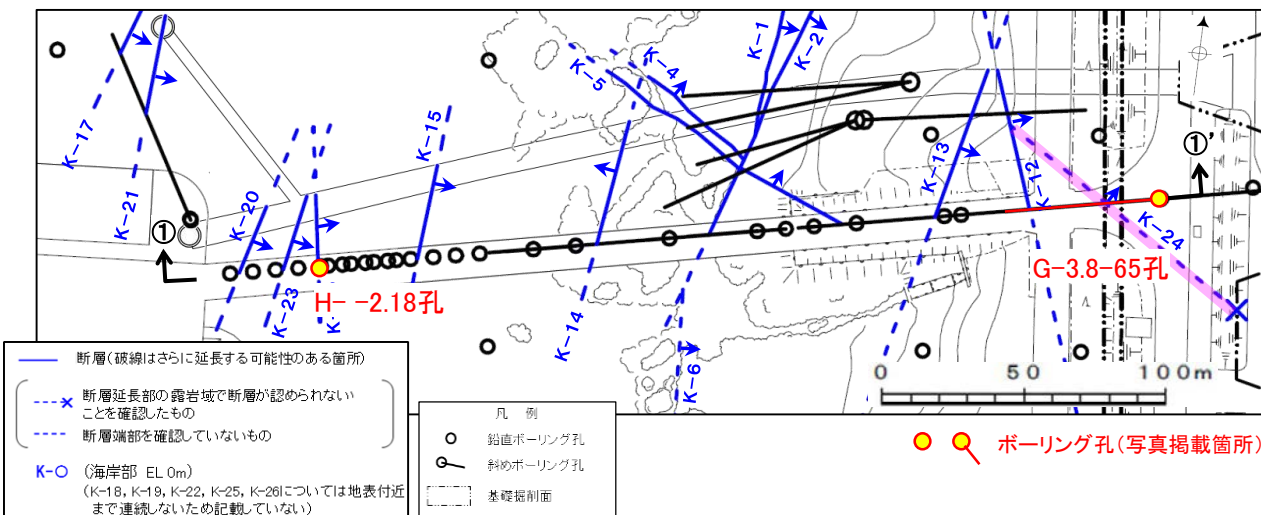 K-17
K-21
K-20
K-23
K-
K-15
K-14
K-5
K-4
K-1
K-2
K-6
K-13
K-12
K-24
①
①’
H- -2.18孔
G-3.8-65孔
0 50 100m
ボーリング孔(写真掲載箇所)
断層(破線はさらに延長する可能性のある箇所)
断層延長部の露岩域で断層が認められない
ことを確認したもの
断層端部を確認していないもの
K-○ (海岸部 EL 0m)
(K-18, K-19, K-22, K-25, K-26については地表付近
まで連続しないため記載していない)
凡 例
鉛直ボーリング孔
斜めボーリング孔
基礎掘削面